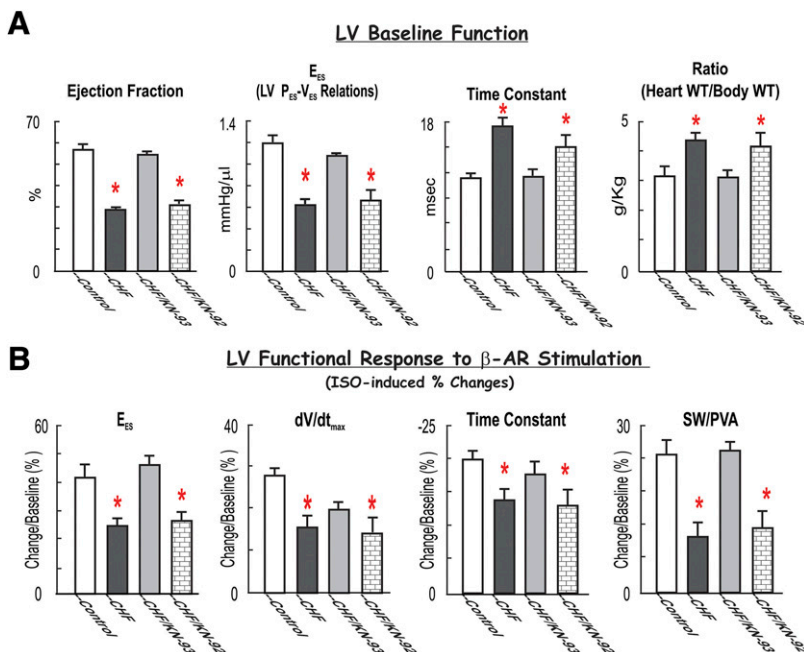 A
LV Baseline Function
Ejection Fraction
E ES
(LV P ES-V ES Relations)
Time Constant
Ratio
(Heart WT/Body WT)
70
%
0
*
*
Control
CHF
CHF/KN-93
CHF/KN-92
1.4
mmHg/µl
0
*
*
Control
CHF
CHF/KN-93
CHF/KN-92
18
msec
0
*
*
Control
CHF
CHF/KN-93
CHF/KN-92
5
g/Kg
0
*
*
Control
CHF
CHF/KN-93
CHF/KN-92
B
LV Functional Response to β-AR Stimulation
(ISO-induced % Changes)
E ES
dV/dt max
Time Constant
SW/PVA
60
Change/Baseline (% )
0
*
*
Control
CHF
CHF/KN-93
CHF/KN-92
40
Change/Baseline (% )
0
*
*
Control
CHF
CHF/KN-93
CHF/KN-92
-25
Change/Baseline (% )
0
*
*
Control
CHF
CHF/KN-93
CHF/KN-92
30
Change/Baseline (% )
0
*
*
Control
CHF
CHF/KN-93
CHF/KN-92